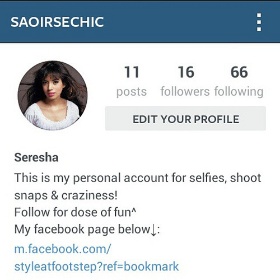 SAOIRSECHIC
11 16 66
posts followers following
EDIT YOUR PROFILE
Seresha
This is my personal account for selfies, shoot
snaps & craziness!
Follow for dose of fun^
My facebook page below↓:
m.facebook.com/
styleatfootstep?ref=bookmark